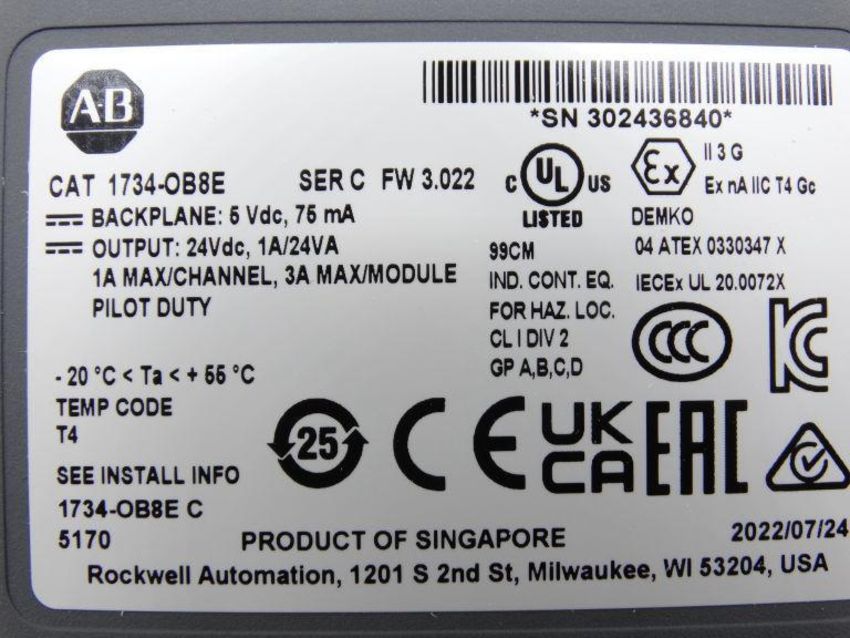 A-B
*SN 302436840*
CAT 1734-OB8E SER C FW 3.022
BACKPLANE: 5 Vdc, 75 mA
OUTPUT: 24Vdc, 1A/24VA
1A MAX/CHANNEL, 3A MAX/MODULE
PILOT DUTY
C UL US
LISTED
99CM
IND. CONT. EQ.
FOR HAZ. LOC.
CL I DIV 2
GP A,B,C,D
Ex
II 3 G
Ex nA IIC T4 Gc
DEMKO
04 ATEX 0330347 X
IECEx UL 20.0072X
CCC
KC
- 20 °C < Ta < + 55 °C
TEMP CODE
T4
25
CE
UK
CA
EAC
SEE INSTALL INFO
1734-OB8E C
5170
PRODUCT OF SINGAPORE
2022/07/24
Rockwell Automation, 1201 S 2nd St, Milwaukee, WI 53204, USA